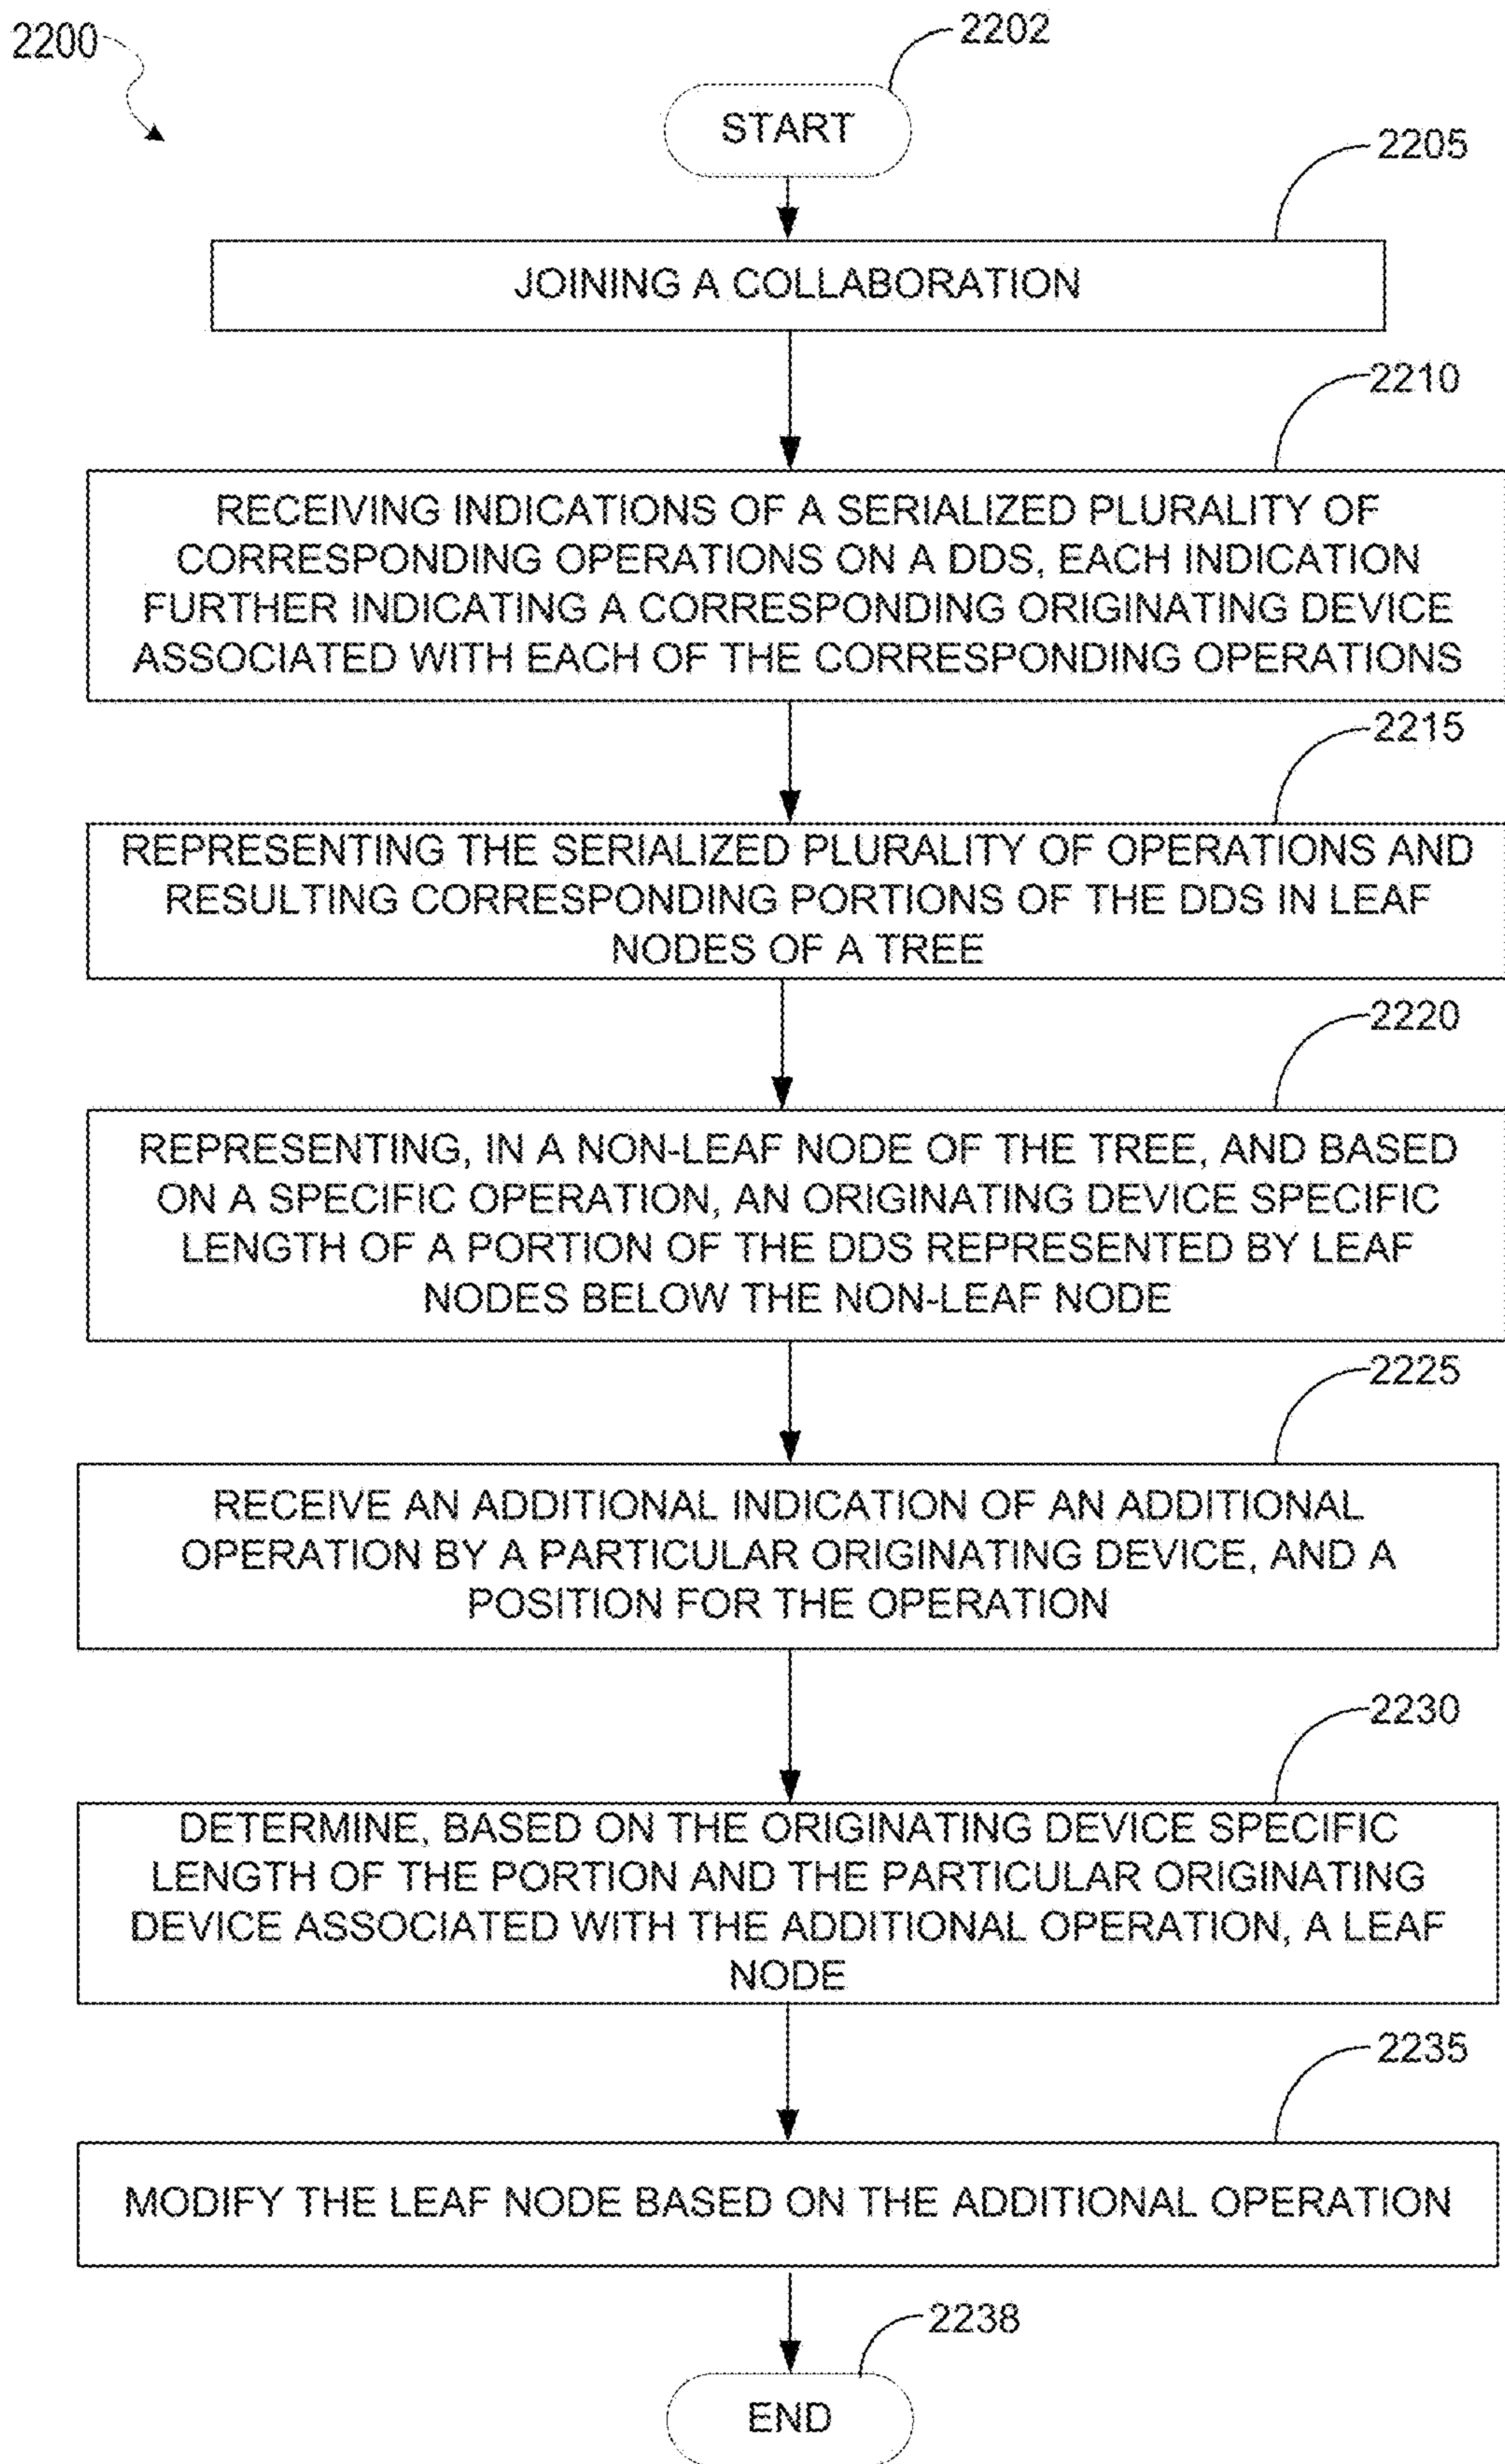 2200
2202
START
2205
JOINING A COLLABORATION
2210
RECEIVING INDICATIONS OF A SERIALIZED PLURALITY OF
CORRESPONDING OPERATIONS ON A DDS, EACH INDICATION
FURTHER INDICATING A CORRESPONDING ORIGINATING DEVICE
ASSOCIATED WITH EACH OF THE CORRESPONDING OPERATIONS
2215
REPRESENTING THE SERIALIZED PLURALITY OF OPERATIONS AND
RESULTING CORRESPONDING PORTIONS OF THE DDS IN LEAF
NODES OF A TREE
2220
REPRESENTING, IN A NON-LEAF NODE OF THE TREE, AND BASED
ON A SPECIFIC OPERATION, AN ORIGINATING DEVICE SPECIFIC
LENGTH OF A PORTION OF THE DDS REPRESENTED BY LEAF
NODES BELOW THE NON-LEAF NODE
2225
RECEIVE AN ADDITIONAL INDICATION OF AN ADDITIONAL
OPERATION BY A PARTICULAR ORIGINATING DEVICE, AND A
POSITION FOR THE OPERATION
2230
DETERMINE, BASED ON THE ORIGINATING DEVICE SPECIFIC
LENGTH OF THE PORTION AND THE PARTICULAR ORIGINATING
DEVICE ASSOCIATED WITH THE ADDITIONAL OPERATION, A LEAF
NODE
2235
MODIFY THE LEAF NODE BASED ON THE ADDITIONAL OPERATION
2238
END